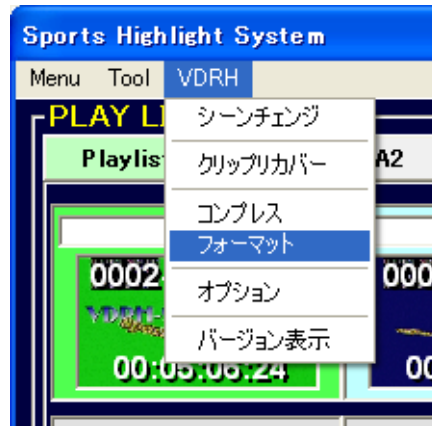 Sports Highlight System
Menu Tool VDRH
PLAY LI
シーンチェンジ
Playlis
クリップリカバー
A2
コンプレス
フォーマット
0002
000
オプション
バージョン表示
00:05:06:24
00